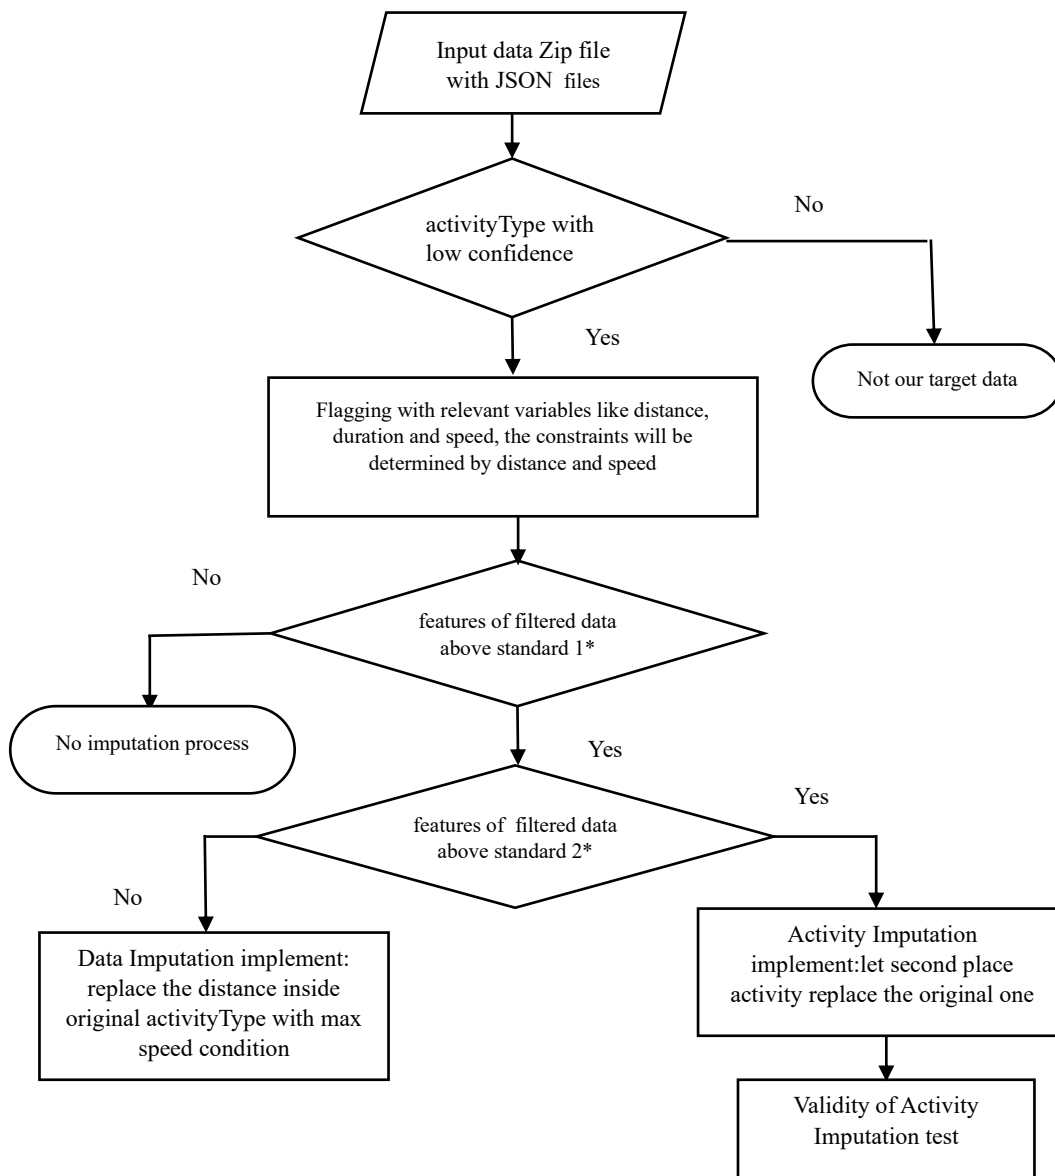 Input data Zip file
with JSON files
activityType with
low confidence
No
Yes
Not our target data
Flagging with relevant variables like distance,
duration and speed, the constraints will be
determined by distance and speed
No
features of filtered data
above standard 1*
No imputation process
Yes
features of filtered data
above standard 2*
Yes
No
Data Imputation implement:
replace the distance inside
original activityType with max
speed condition
Activity Imputation
implement:let second place
activity replace the original one
Validity of Activity
Imputation test